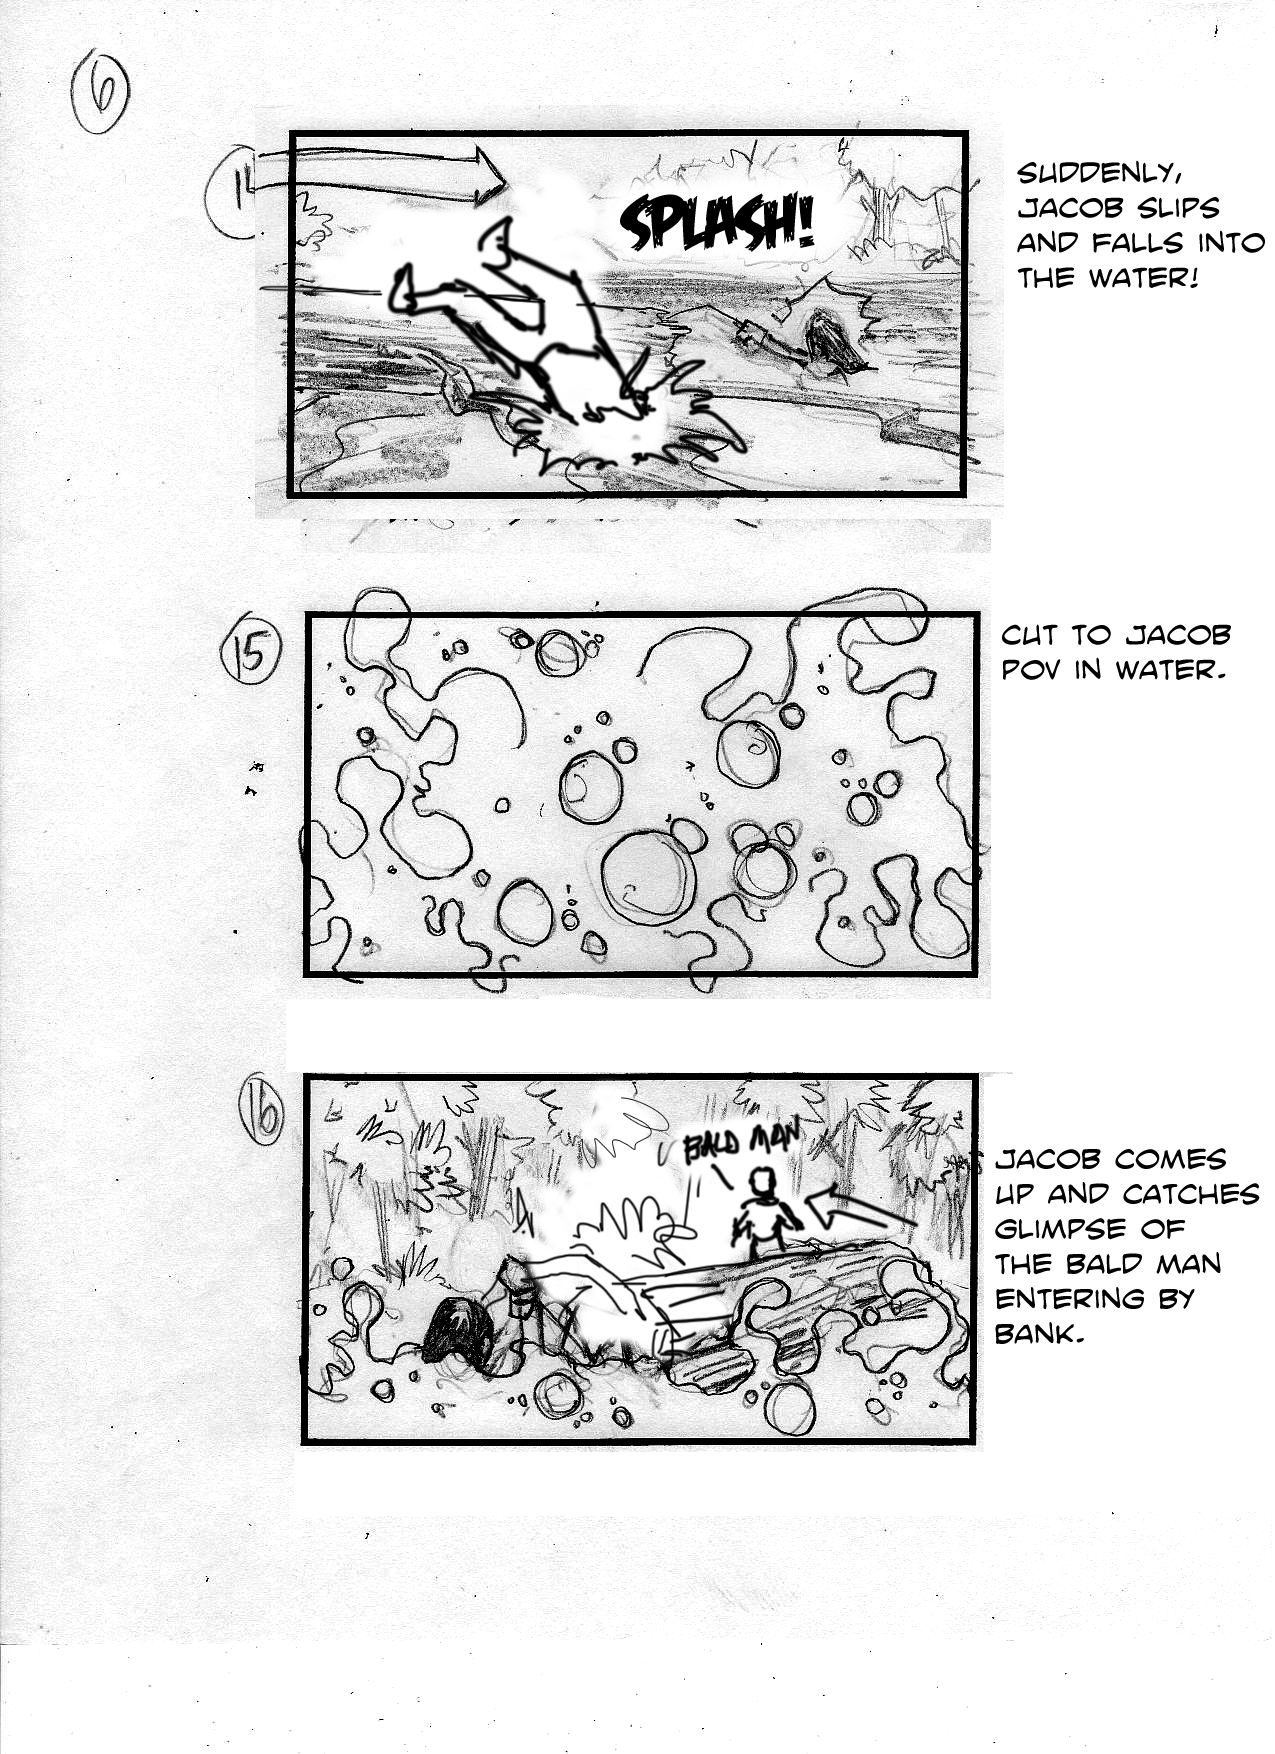 6
SPLASH!
SUDDENLY,
JACOB SLIPS
AND FALLS INTO
THE WATER!
15
CUT TO JACOB
POV IN WATER.
16
BALD MAN
JACOB COMES
UP AND CATCHES
GLIMPSE OF
THE BALD MAN
ENTERING BY
BANK.